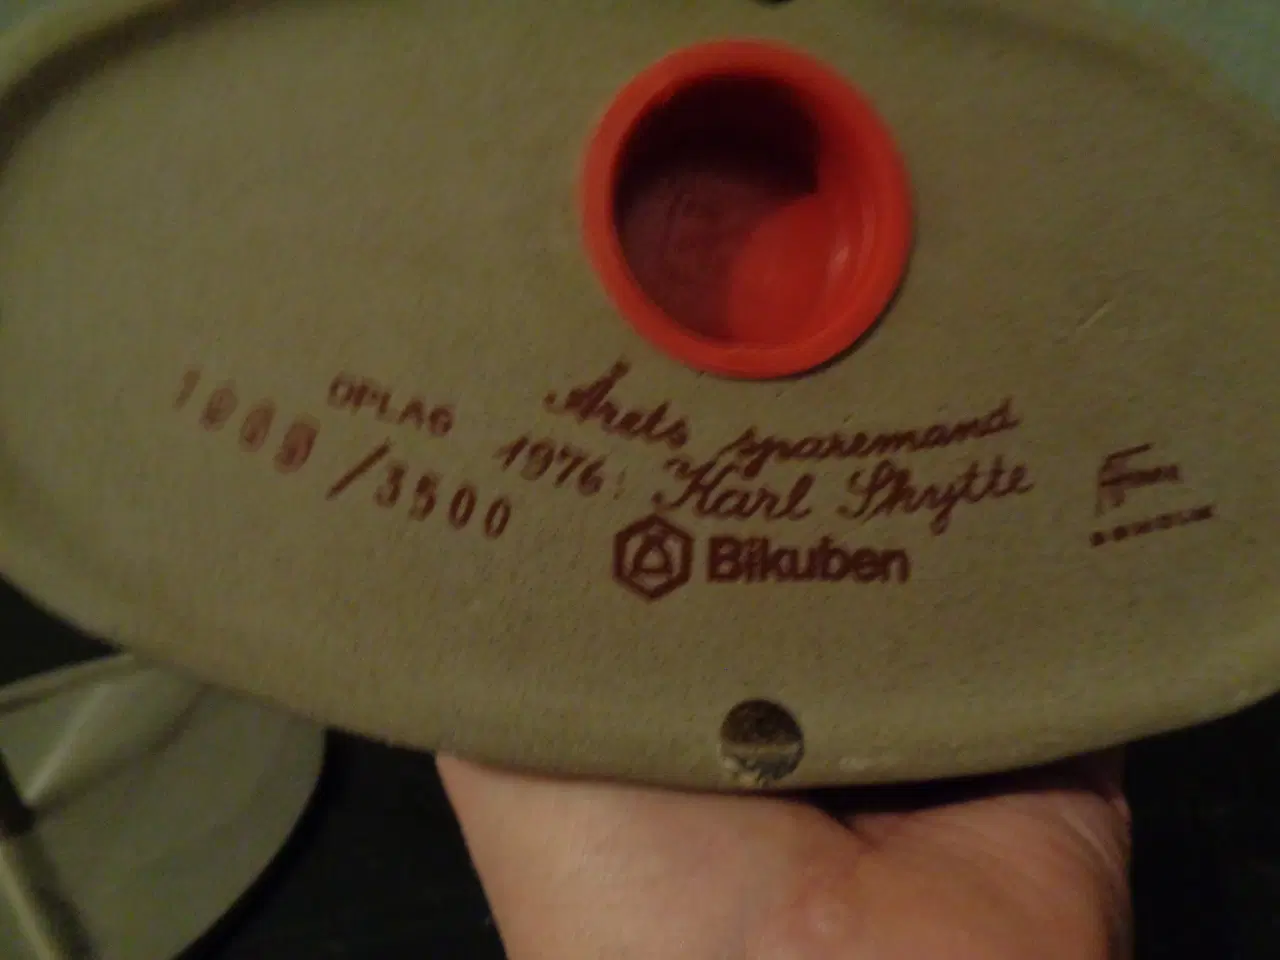 OPLAG
/3500
Årets sparemand
1976: Karl Skytte
Bikuben